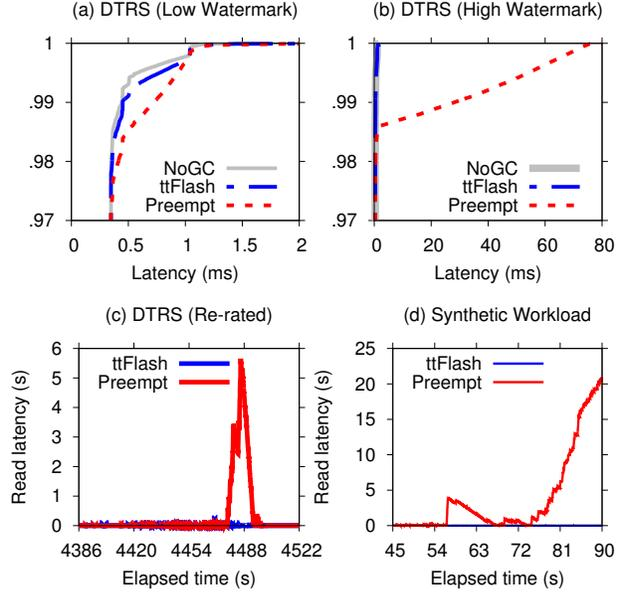 (a) DTRS (Low Watermark)
1
.99
.98
.97
NoGC
ttFlash
Preempt
0 0.5 1 1.5 2
Latency (ms)
(b) DTRS (High Watermark)
1
.99
.98
.97
NoGC
ttFlash
Preempt
0 20 40 60 80
Latency (ms)
(c) DTRS (Re-rated)
Read latency (s)
6
5
4
3
2
1
0
ttFlash
Preempt
4386 4420 4454 4488 4522
Elapsed time (s)
(d) Synthetic Workload
Read latency (s)
25
20
15
10
5
0
ttFlash
Preempt
45 54 63 72 81 90
Elapsed time (s)